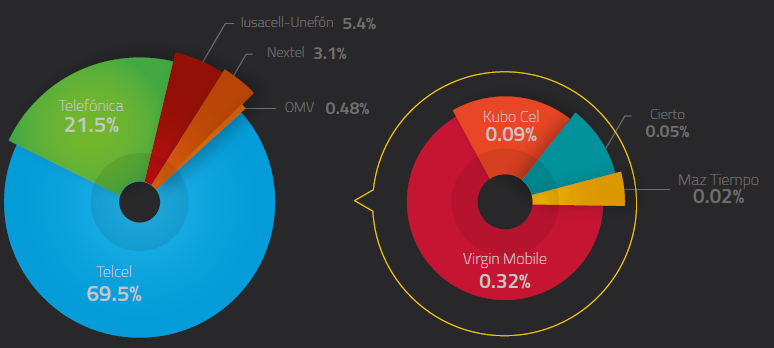 Iusacell-Unefón 5.4%
Nextel 3.1%
OMV 0.48%
Telefónica
21.5%
Telcel
69.5%
Kubo Cel
0.09%
Cierto
0.05%
Maz Tiempo
0.02%
Virgin Mobile
0.32%